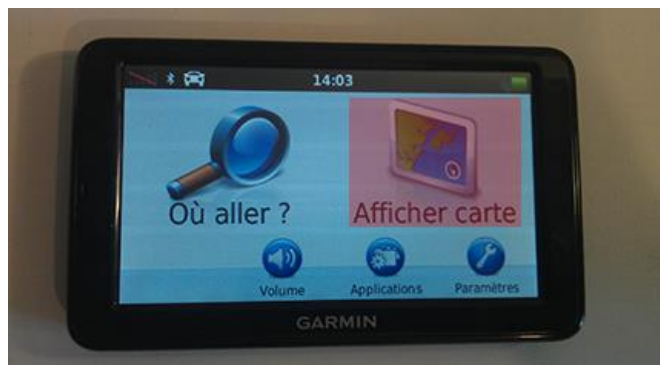 14:03
Où aller ?
Afficher carte
Volume
Applications
Paramètres
GARMIN